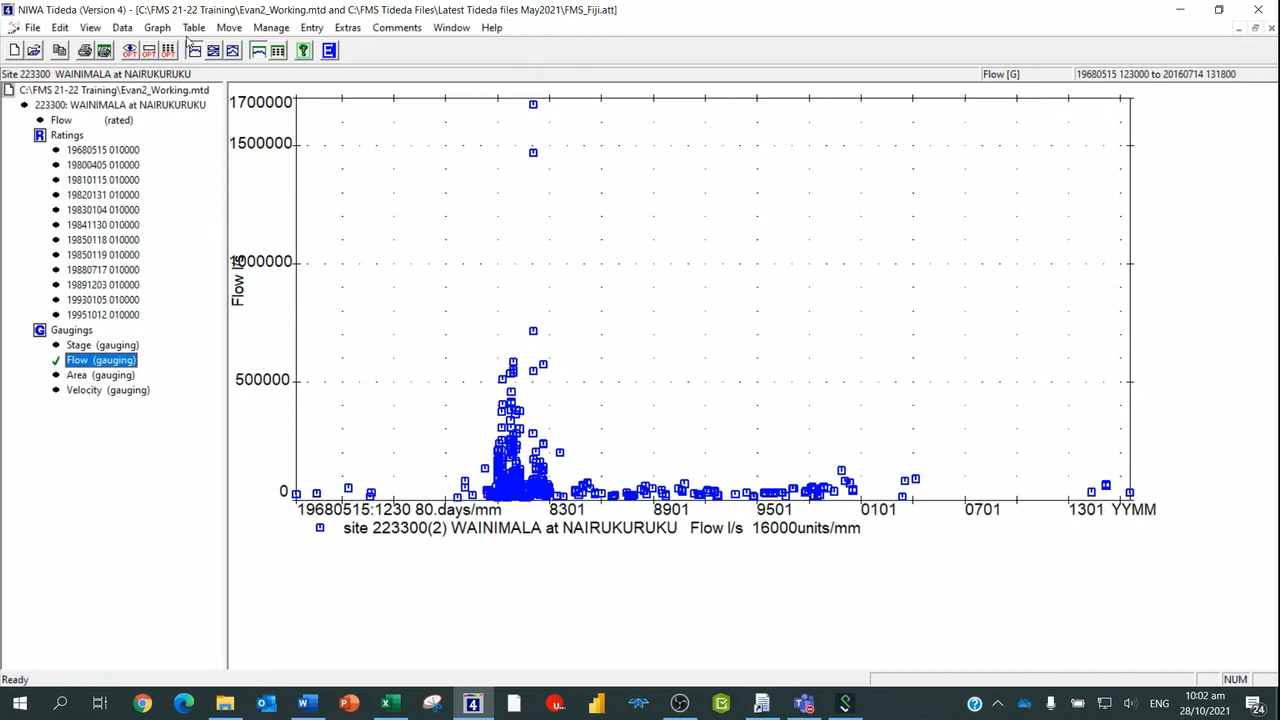 NIWA Tideda (Version 4) - [C:\FMS 21-22 Training\Evan2_Working.mtd and C:\FMS Tideda Files\Latest Tideda files May2021\FMS_Fiji.att]
File Edit View Data Graph Table Move Manage Entry Extras Comments Window Help
OPT OPT OPT ? E
Site 223300 WAINIMALA at NAIRUKURUKU Flow [G] 19680515 123000 to 20160714 131800
C:\FMS 21-22 Training\Evan2_Working.mtd
223300: WAINIMALA at NAIRUKURUKU
Flow (rated)
R Ratings
19680515 010000
19800405 010000
19810115 010000
19820131 010000
19830104 010000
19841130 010000
19850118 010000
19850119 010000
19880717 010000
19891203 010000
19930105 010000
19951012 010000
G Gaugings
Stage (gauging)
Flow (gauging)
Area (gauging)
Velocity (gauging)
1700000
1500000
1000000
500000
0
Flow l/s
19680515:1230 80.days/mm 8301 8901 9501 0101 0701 1301 YYMM
site 223300(2) WAINIMALA at NAIRUKURUKU Flow l/s 16000units/mm
Ready NUM
ENG 10:02 am 28/10/2021 24